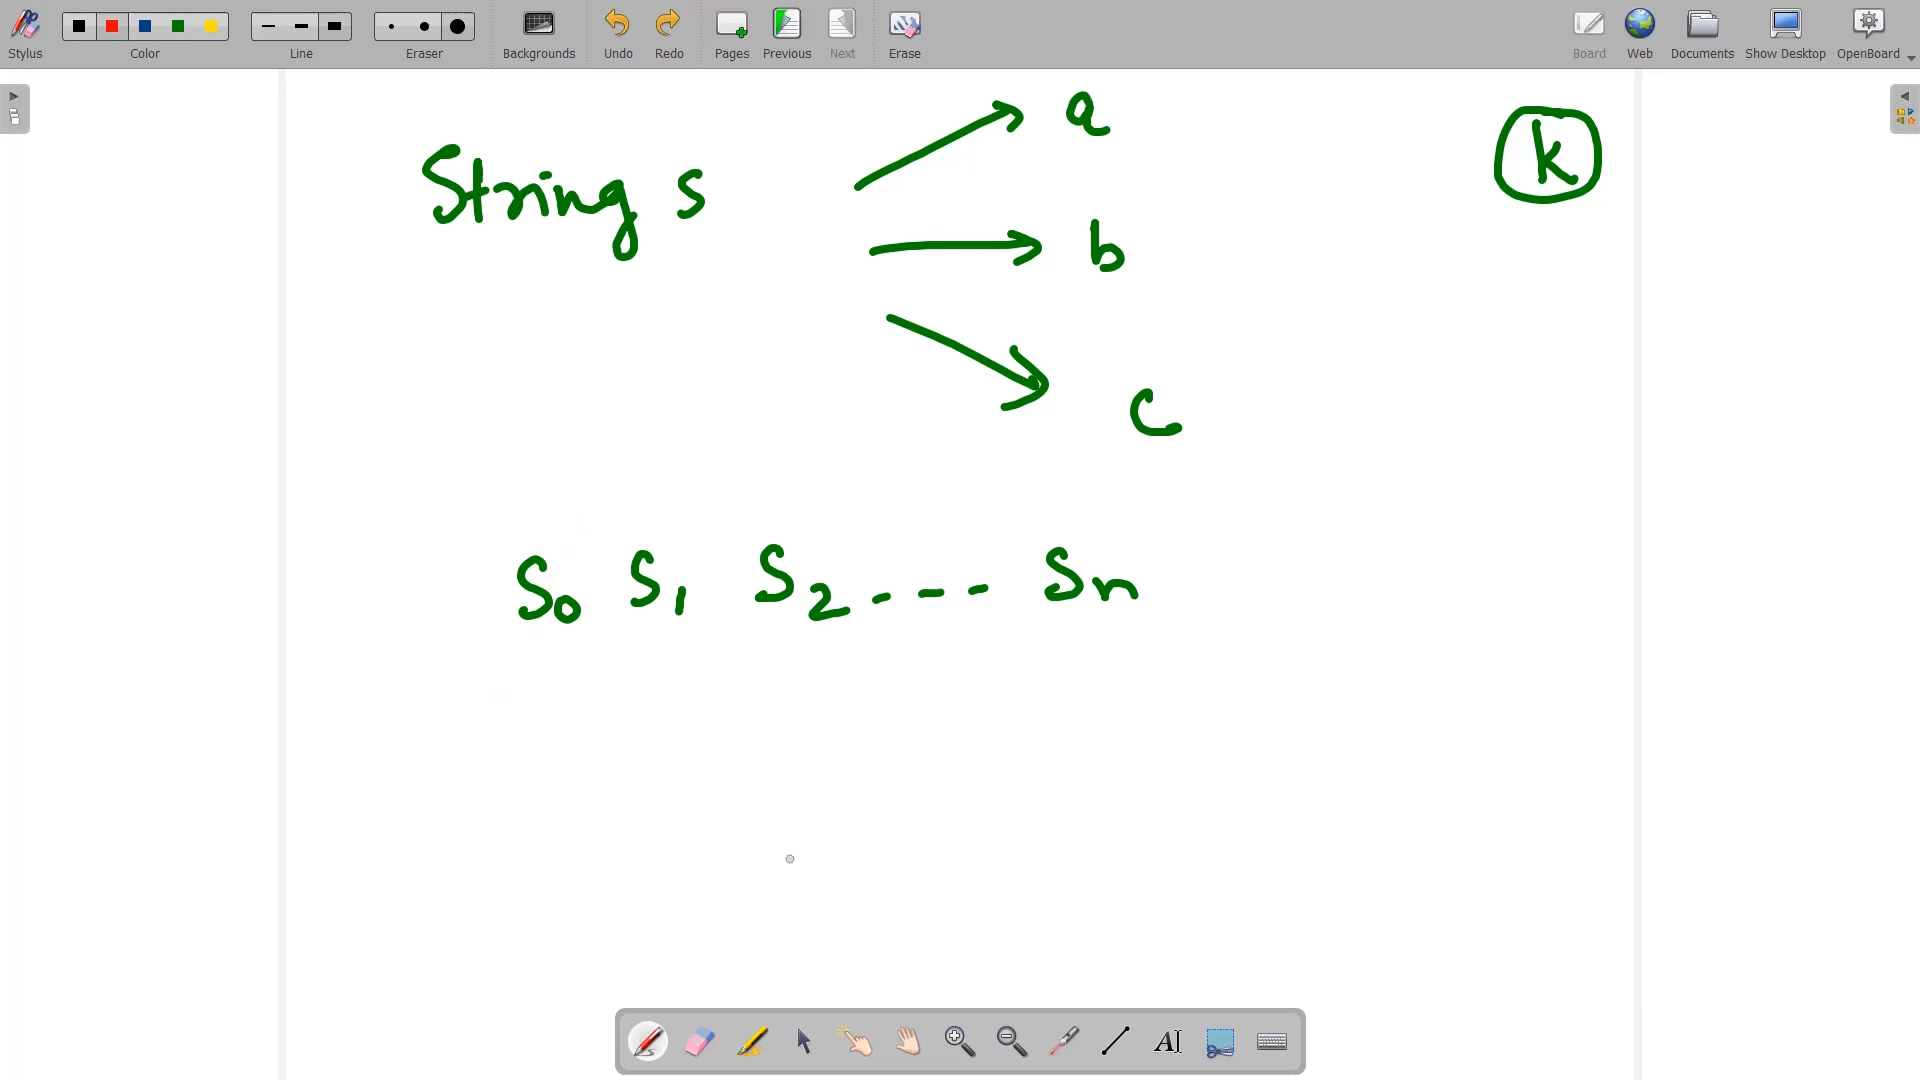 Stylus Color Line Eraser Backgrounds Undo Redo Pages Previous Next Erase Board Web Documents Show Desktop OpenBoard
a
k
String s
b
c
S0 S1 S2 . - - - Sn
AI